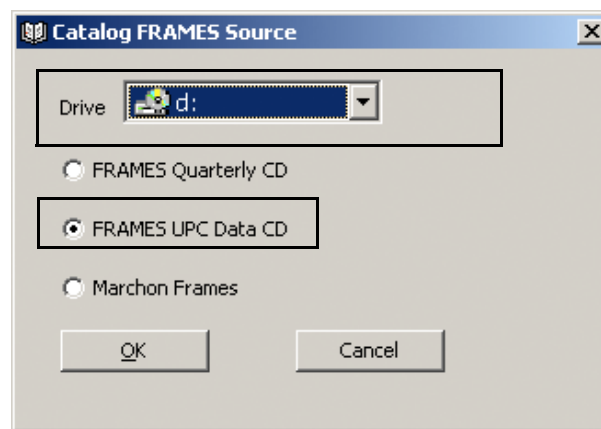 Catalog FRAMES Source
Drive d:
FRAMES Quarterly CD
FRAMES UPC Data CD
Marchon Frames
OK Cancel